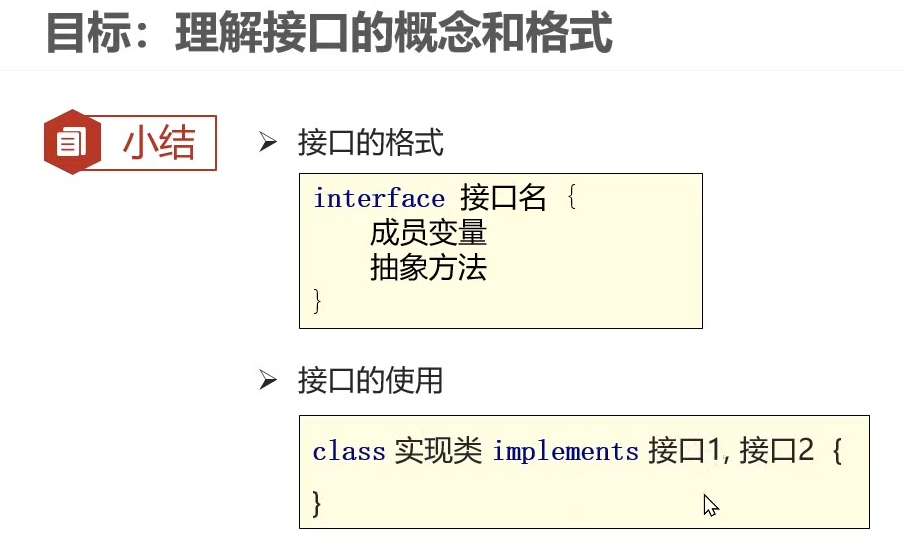 目标：理解接口的概念和格式
小结
接口的格式
interface 接口名 {
成员变量
抽象方法
}
接口的使用
class 实现类 implements 接口1, 接口2 {
}